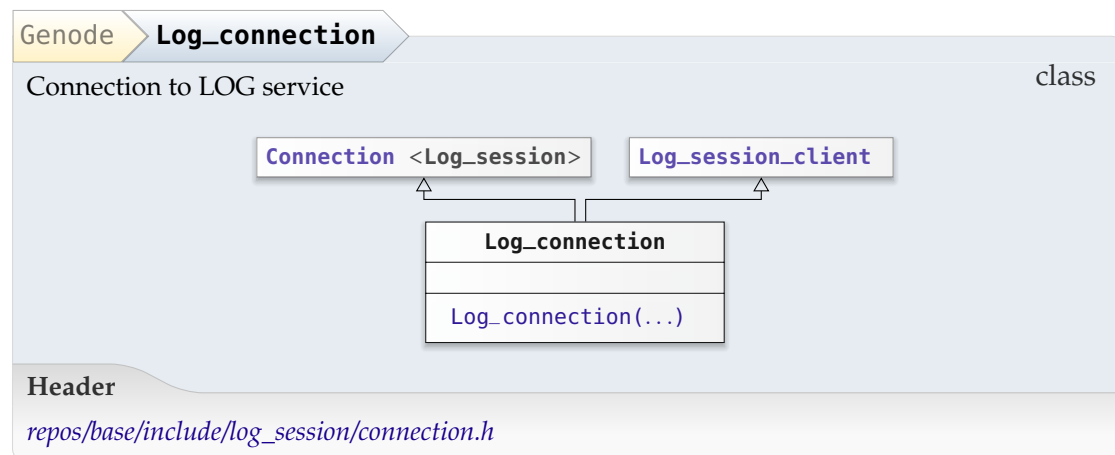 Genode Log_connection
Connection to LOG service
class
Connection <Log_session>
Log_session_client
Log_connection
Log_connection(...)
Header
repos/base/include/log_session/connection.h